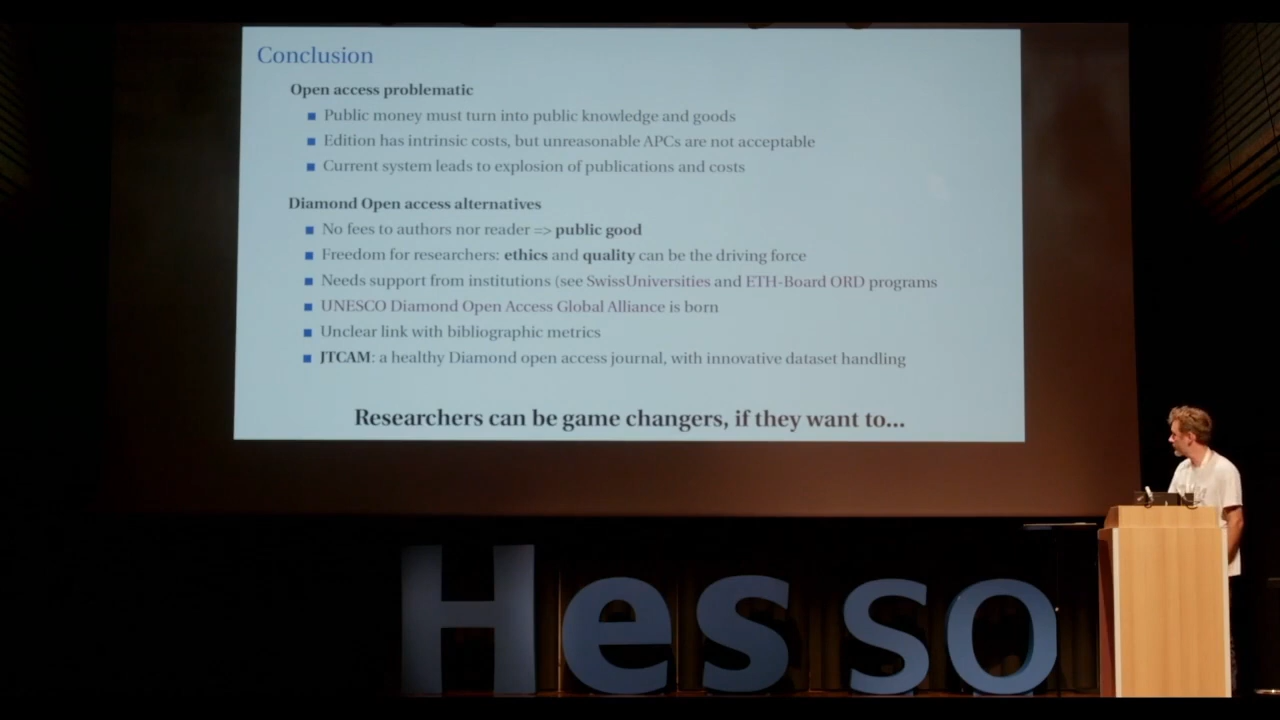 Conclusion
Open access problematic
Public money must turn into public knowledge and goods
Edition has intrinsic costs, but unreasonable APCs are not acceptable
Current system leads to explosion of publications and costs
Diamond Open access alternatives
No fees to authors nor reader => public good
Freedom for researchers: ethics and quality can be the driving force
Needs support from institutions (see SwissUniversities and ETH-Board ORD programs
UNESCO Diamond Open Access Global Alliance is born
Unclear link with bibliographic metrics
JTCAM: a healthy Diamond open access journal, with innovative dataset handling
Researchers can be game changers, if they want to...
Hes so